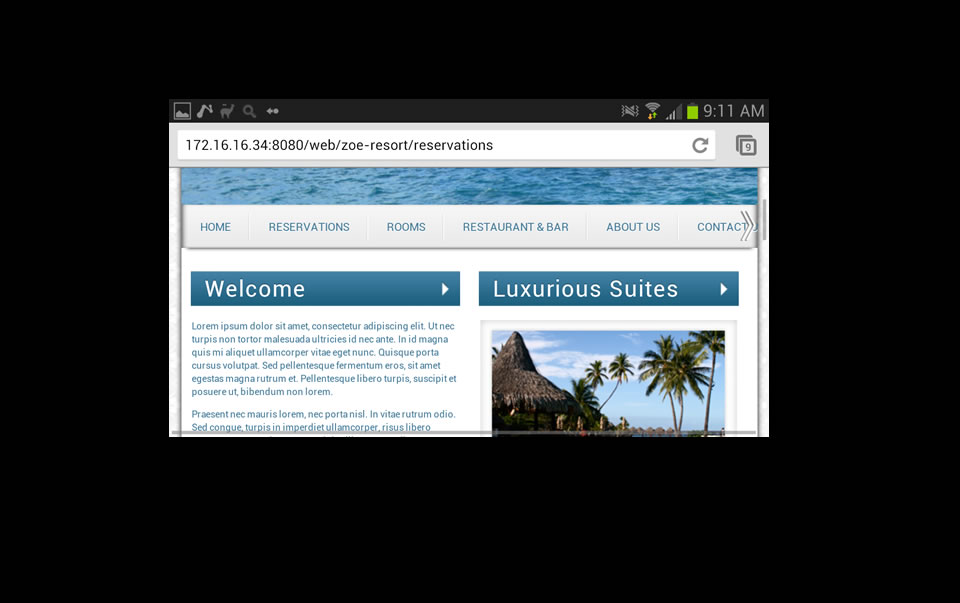 9:11 AM
172.16.16.34:8080/web/zoe-resort/reservations
9
HOME RESERVATIONS ROOMS RESTAURANT & BAR ABOUT US CONTACT
Welcome
Lorem ipsum dolor sit amet, consectetur adipiscing elit. Ut nec
turpis non tortor malesuada ultricies id nec ante. In id magna
quis mi aliquet ullamcorper vitae eget nunc. Quisque porta
cursus volutpat. Sed pellentesque fermentum eros, sit amet
egestas magna rutrum et. Pellentesque libero turpis, suscipit et
posuere ut, bibendum non lorem.
Praesent nec mauris lorem, nec porta nisl. In vitae rutrum odio.
Sed congue, turpis in imperdiet ullamcorper, risus libero
Luxurious Suites